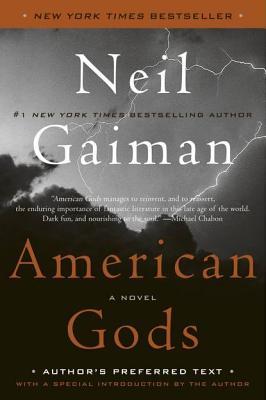 • NEW YORK TIMES BESTSELLER •
Neil
#1 NEW YORK TIMES BESTSELLING AUTHOR
Gaiman
"American Gods manages to reinvent, and to reassert,
the enduring importance of fantastic literature in this late age of the world.
Dark fun, and nourishing to the soul." —Michael Chabon
American
A NOVEL
Gods
• AUTHOR'S PREFERRED TEXT •
WITH A SPECIAL INTRODUCTION BY THE AUTHOR